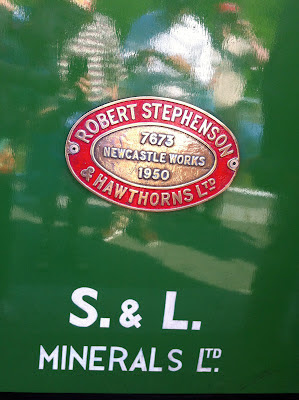 ROBERT STEPHENSON
7673
NEWCASTLE WORKS
1950
& HAWTHORNS LTD
S. & L.
MINERALS LTD.